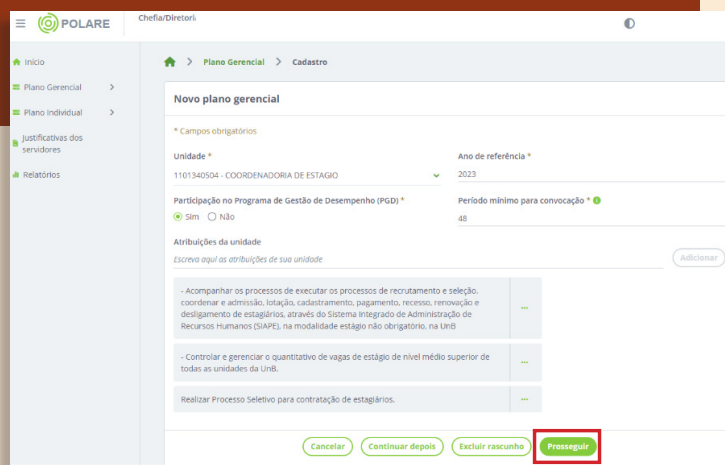 POLARE
Chefia/Diretori
Início
Plano Gerencial
Cadastro
Plano Gerencial
Plano Individual
Justificativas dos
servidores
Relatórios
Novo plano gerencial
* Campos obrigatórios
Unidade *
Ano de referência *
1101340504 - COORDENADORIA DE ESTAGIO
2023
Participação no Programa de Gestão de Desempenho (PGD) *
Período mínimo para convocação *
Sim
Não
48
Atribuições da unidade
Escreva aqui as atribuições de sua unidade
Adicionar
- Acompanhar os processos de executar os processos de recrutamento e seleção,
coordenar e admissão, lotação, cadastramento, pagamento, recesso, renovação e
desligamento de estagiários, através do Sistema Integrado de Administração de
Recursos Humanos (SIAPE), na modalidade estágio não obrigatório, na UnB
- Controlar e gerenciar o quantitativo de vagas de estágio de nível médio superior de
todas as unidades da UnB.
Realizar Processo Seletivo para contratação de estagiários.
Cancelar
Continuar depois
Excluir rascunho
Prosseguir